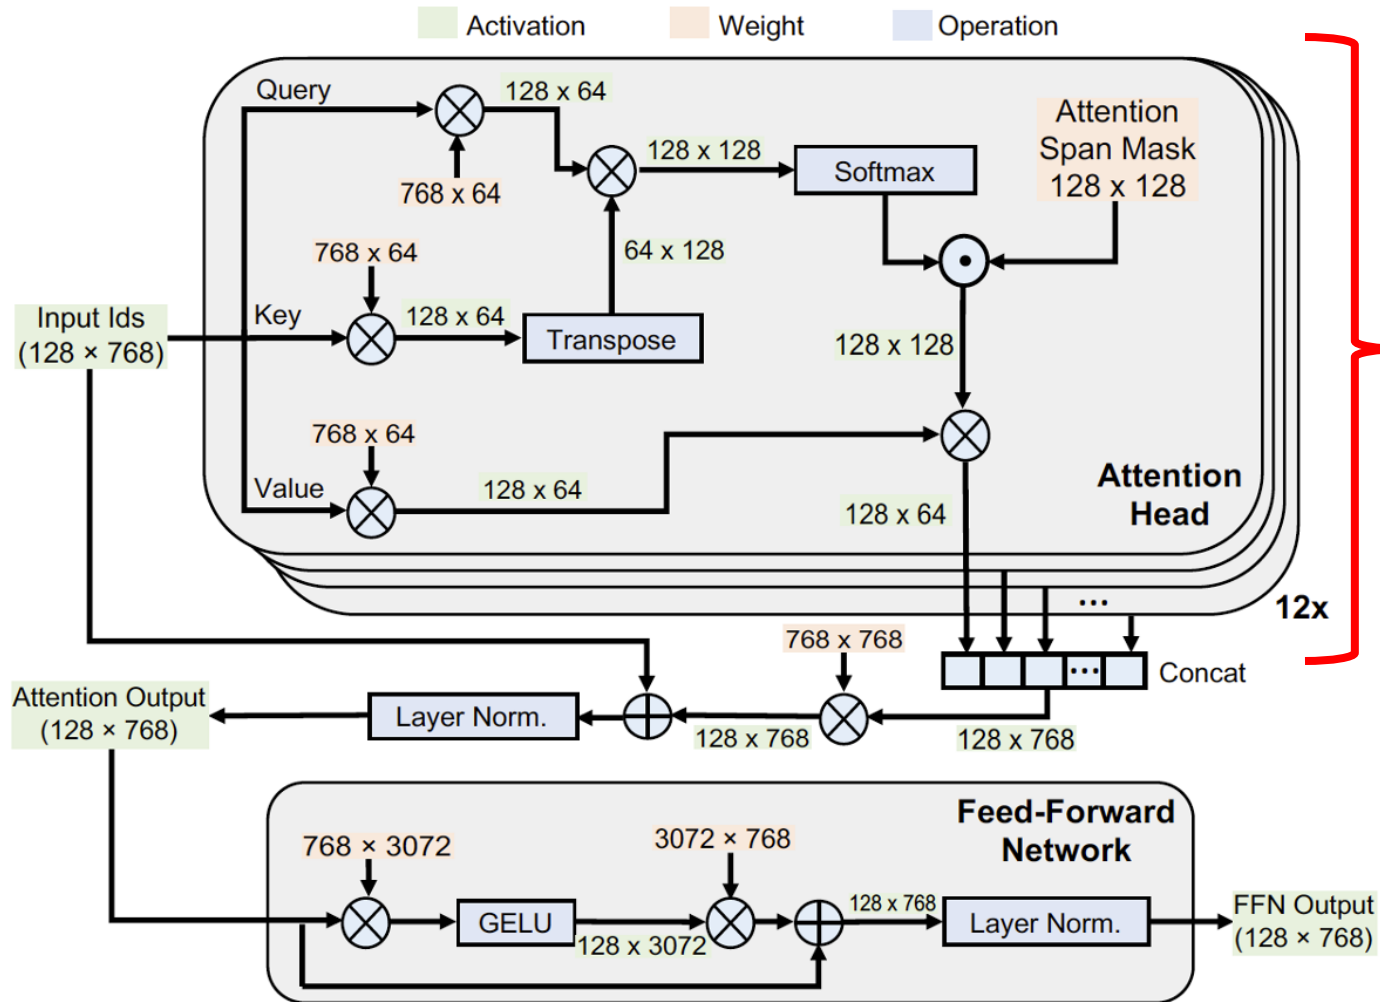 Activation
Weight
Operation
Query
128 x 64
768 x 64
128 x 128
Softmax
Attention
Span Mask
128 x 128
64 x 128
768 x 64
Key
128 x 64
Transpose
Input Ids
(128 × 768)
128 x 128
768 x 64
Value
128 x 64
128 x 64
Attention
Head
...
12x
768 x 768
...
Concat
Attention Output
(128 × 768)
Layer Norm.
128 x 768
128 x 768
Feed-Forward
Network
768 × 3072
3072 × 768
GELU
128 x 3072
128 x 768
Layer Norm.
FFN Output
(128 × 768)